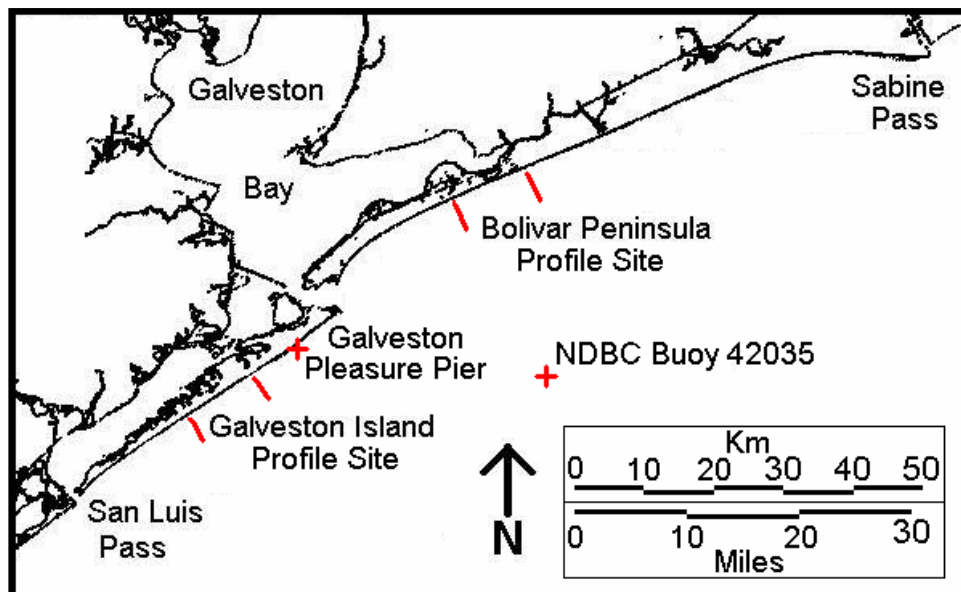 Galveston
Bay
Sabine
Pass
Bolivar Peninsula
Profile Site
Galveston
Pleasure Pier
NDBC Buoy 42035
Galveston Island
Profile Site
San Luis
Pass
N
Km
0 10 20 30 40 50
0 10 20 30
Miles